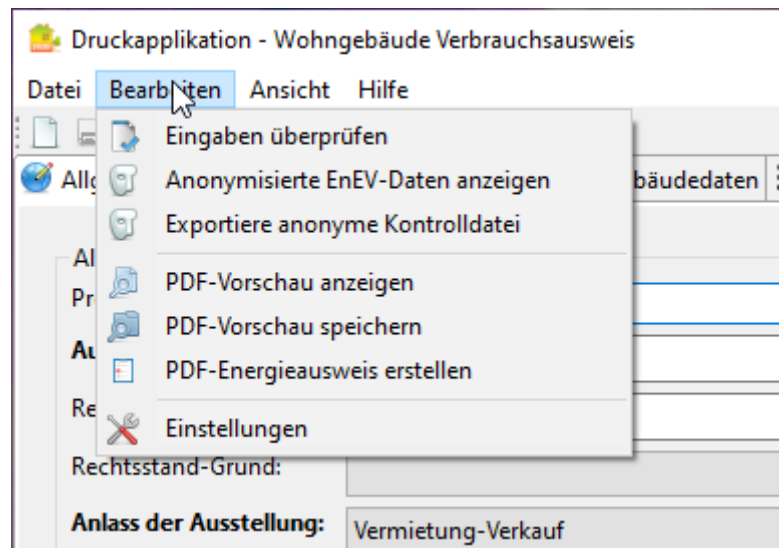 Druckapplikation - Wohngebäude Verbrauchsausweis
Datei Bearbeiten Ansicht Hilfe
Eingaben überprüfen
Anonymisierte EnEV-Daten anzeigen
Exportiere anonyme Kontrolldatei
PDF-Vorschau anzeigen
PDF-Vorschau speichern
PDF-Energieausweis erstellen
Einstellungen
Rechtsstand-Grund:
Anlass der Ausstellung: Vermietung-Verkauf